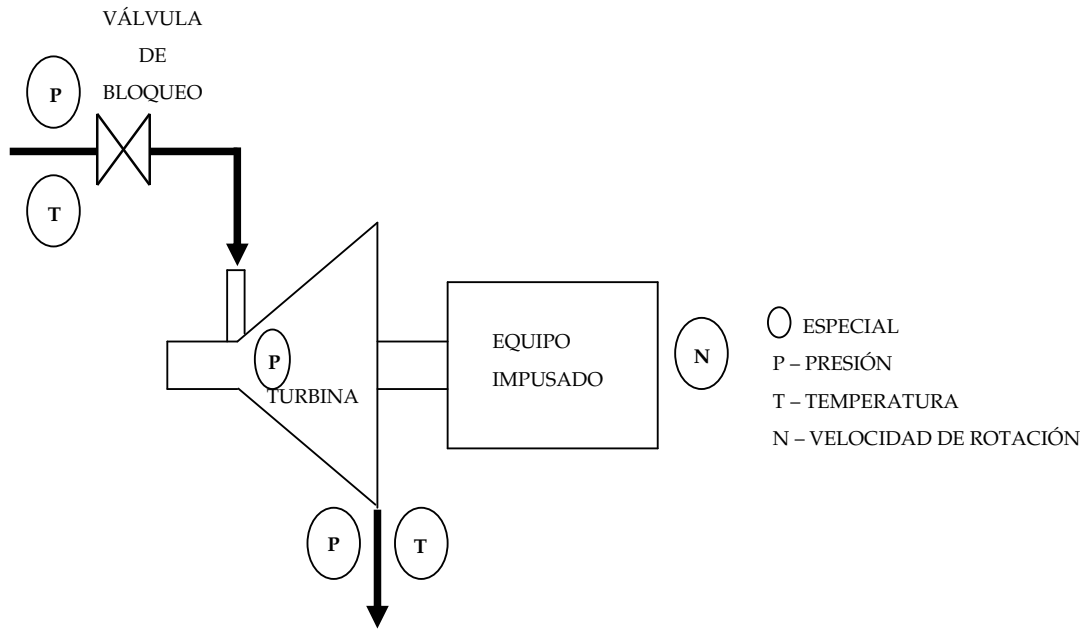 VÁLVULA
DE
BLOQUEO
P
T
P
TURBINA
EQUIPO
IMPUSADO
N
P
T
ESPECIAL
P – PRESIÓN
T – TEMPERATURA
N – VELOCIDAD DE ROTACIÓN